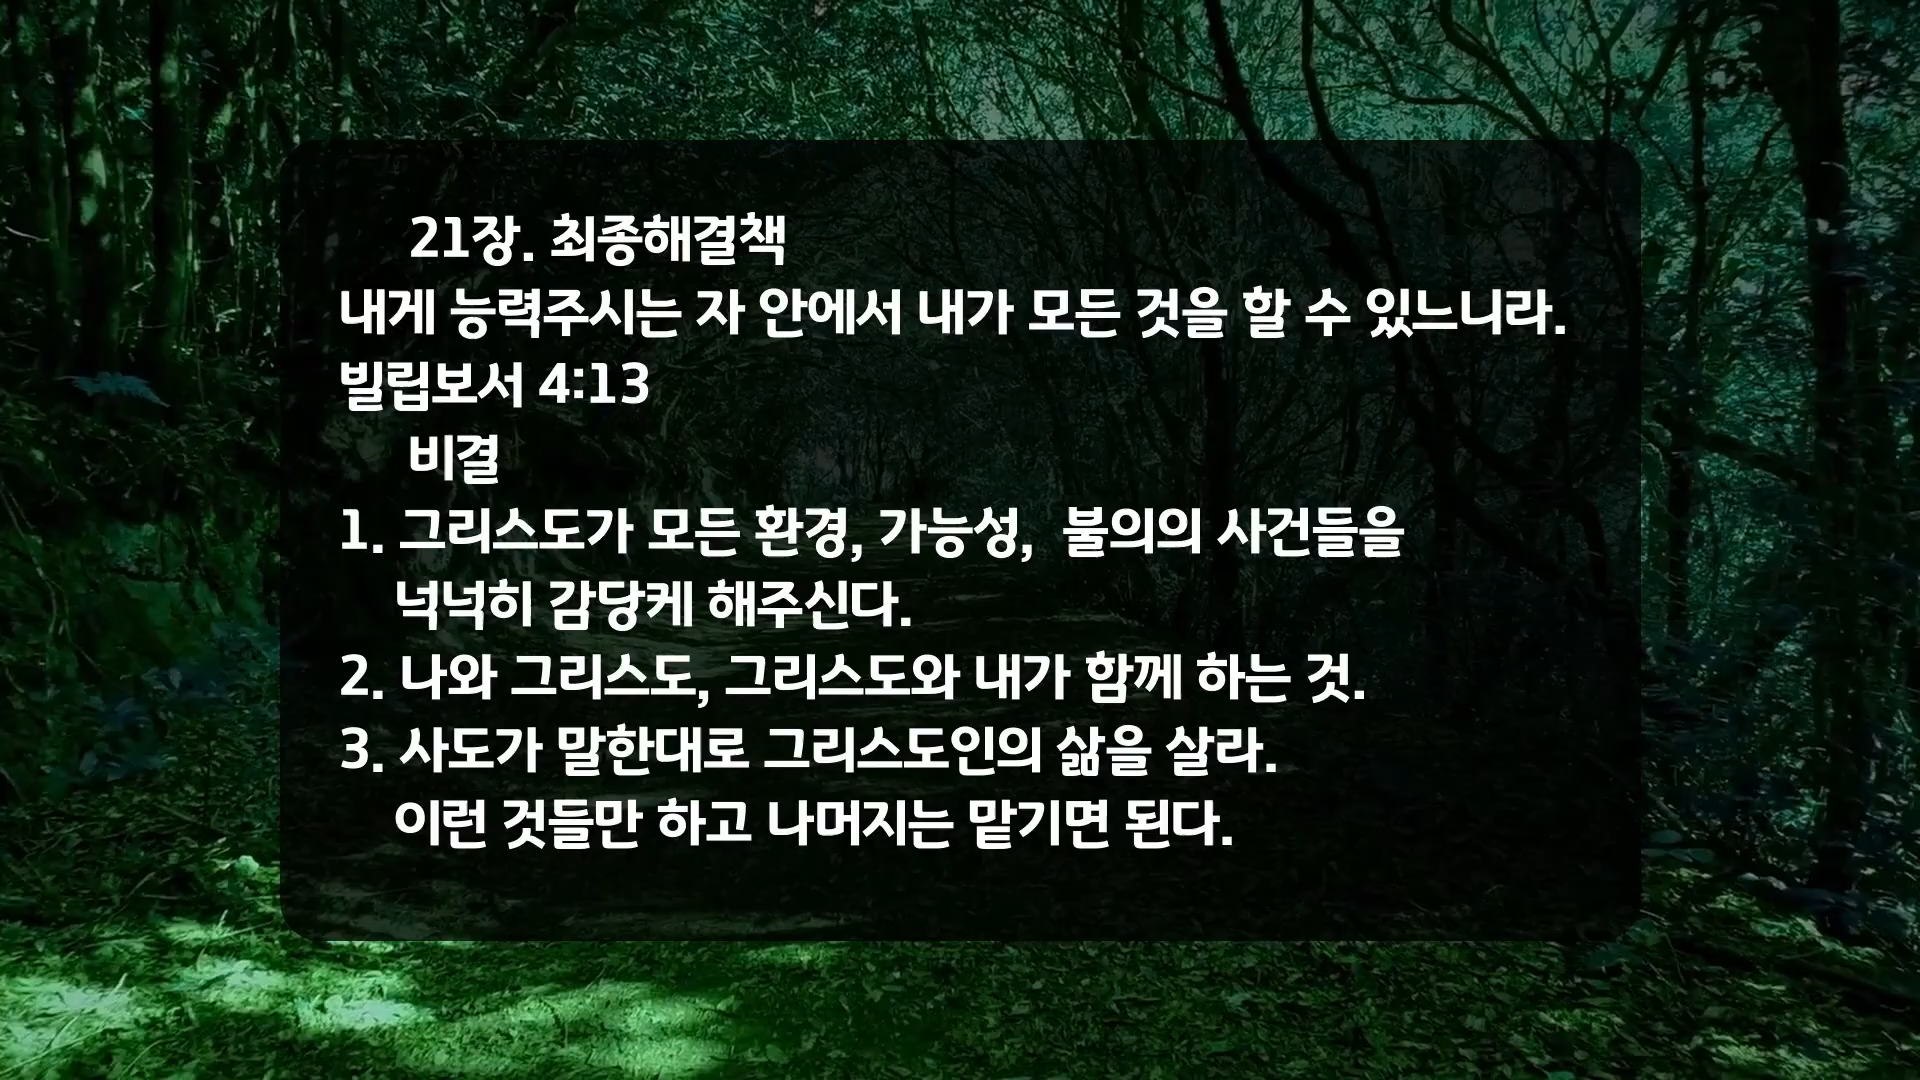 21장. 최종해결책
내게 능력주시는 자 안에서 내가 모든 것을 할 수 있느니라.
빌립보서 4:13
비결
1. 그리스도가 모든 환경, 가능성,  불의의 사건들을
넉넉히 감당케 해주신다.
2. 나와 그리스도, 그리스도와 내가 함께 하는 것.
3. 사도가 말한대로 그리스도인의 삶을 살라.
이런 것들만 하고 나머지는 맡기면 된다.